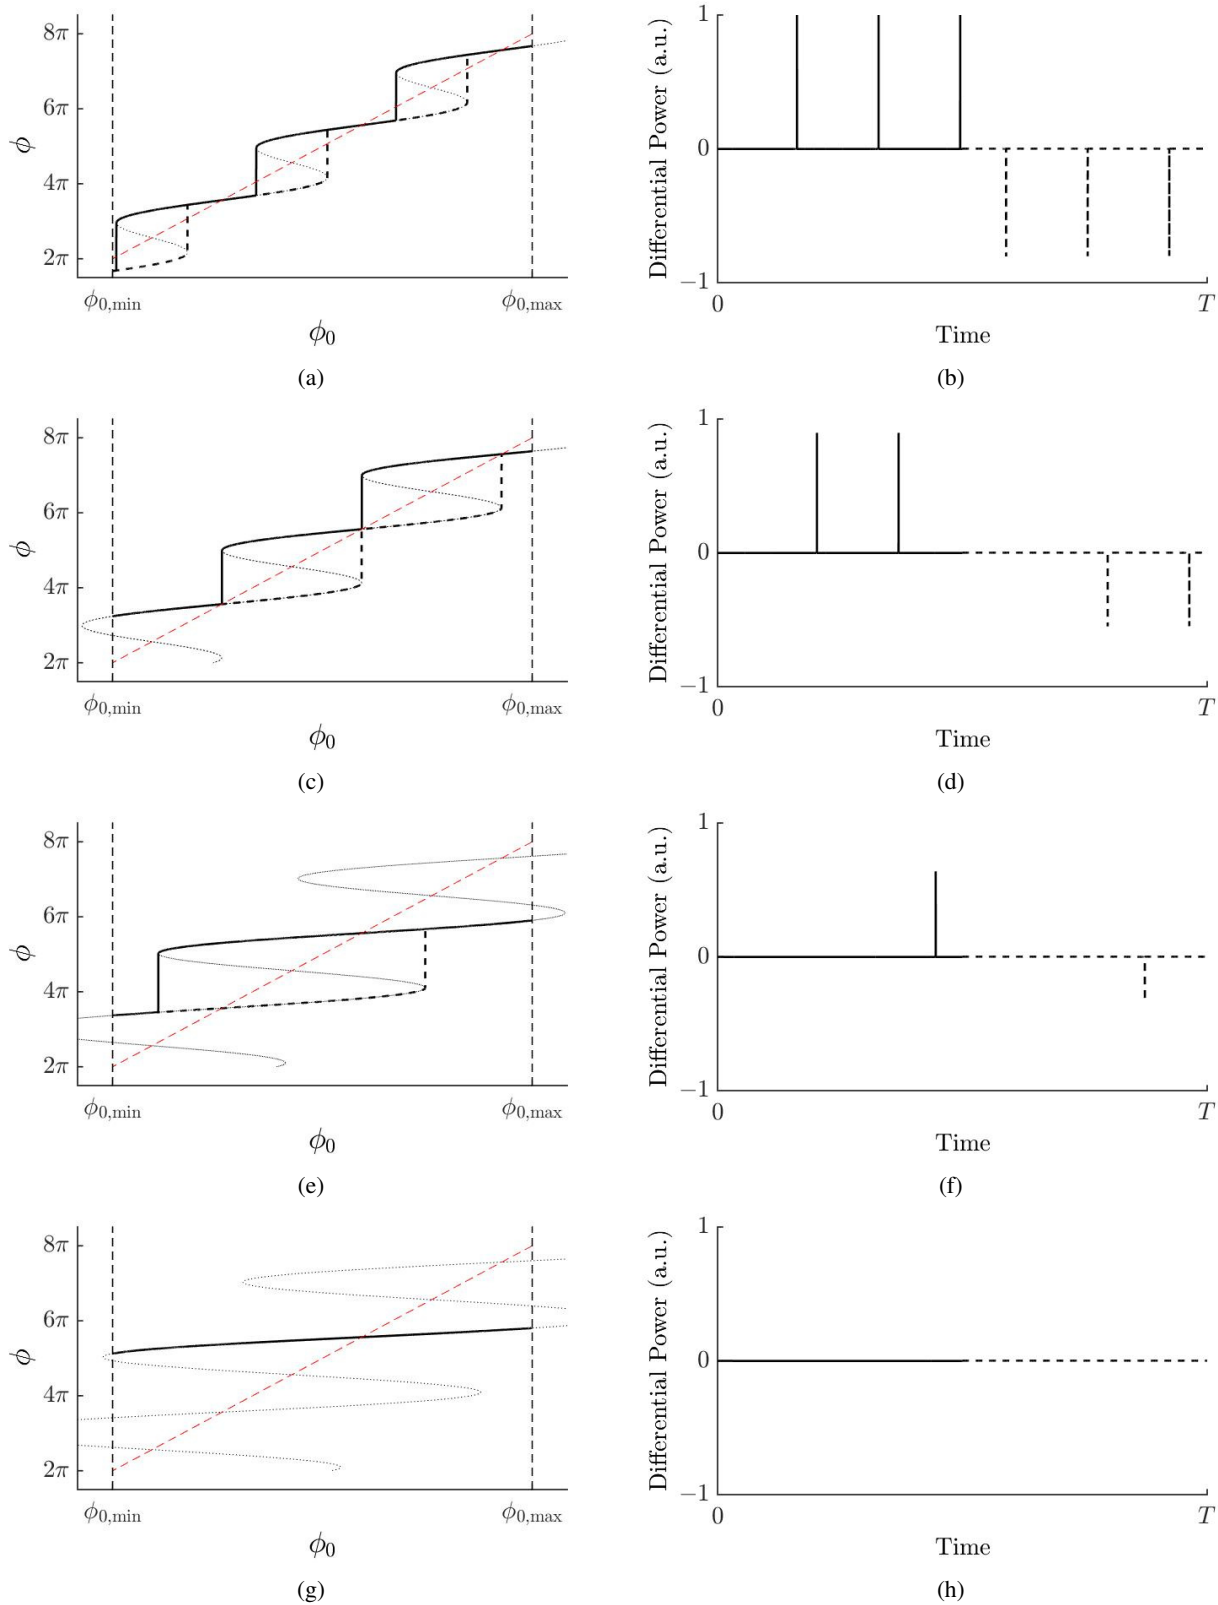 8π
6π
4π
2π
ϕ
ϕ0,min
ϕ0,max
ϕ0
(a)
1
0
−1
Differential Power (a.u.)
0
T
Time
(b)
8π
6π
4π
2π
ϕ
ϕ0,min
ϕ0,max
ϕ0
(c)
1
0
−1
Differential Power (a.u.)
0
T
Time
(d)
8π
6π
4π
2π
ϕ
ϕ0,min
ϕ0,max
ϕ0
(e)
1
0
−1
Differential Power (a.u.)
0
T
Time
(f)
8π
6π
4π
2π
ϕ
ϕ0,min
ϕ0,max
ϕ0
(g)
1
0
−1
Differential Power (a.u.)
0
T
Time
(h)